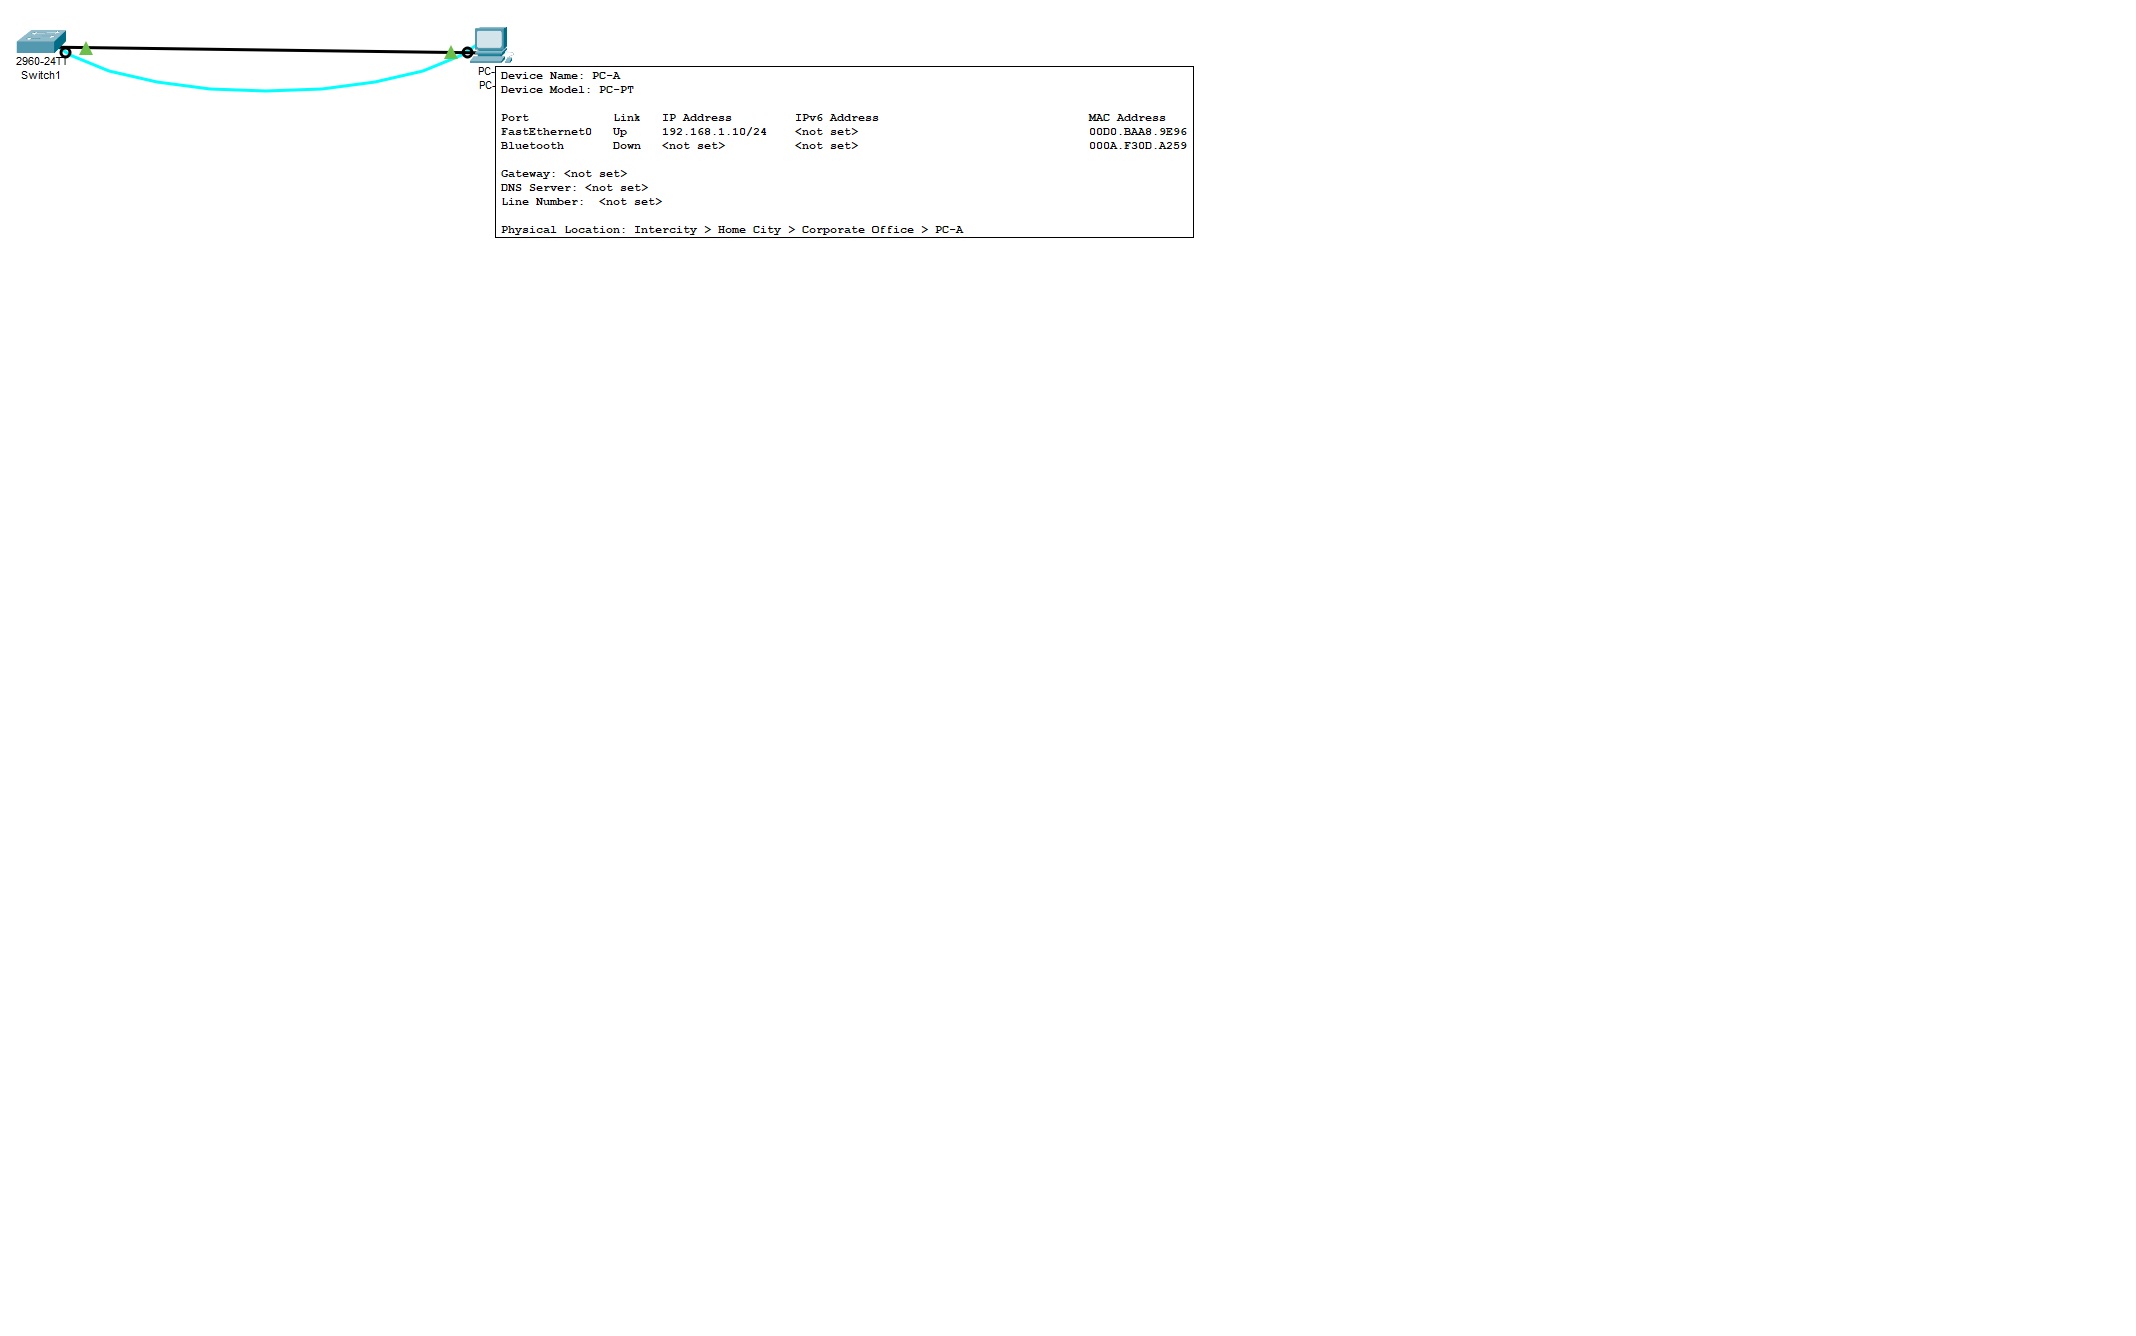 2960-24TT
Switch1
PC-
PC-
Device Name: PC-A
Device Model: PC-PT
Port Link IP Address IPv6 Address MAC Address
FastEthernet0 Up 192.168.1.10/24 <not set> 00D0.BAA8.9E96
Bluetooth Down <not set> <not set> 000A.F30D.A259
Gateway: <not set>
DNS Server: <not set>
Line Number: <not set>
Physical Location: Intercity > Home City > Corporate Office > PC-A